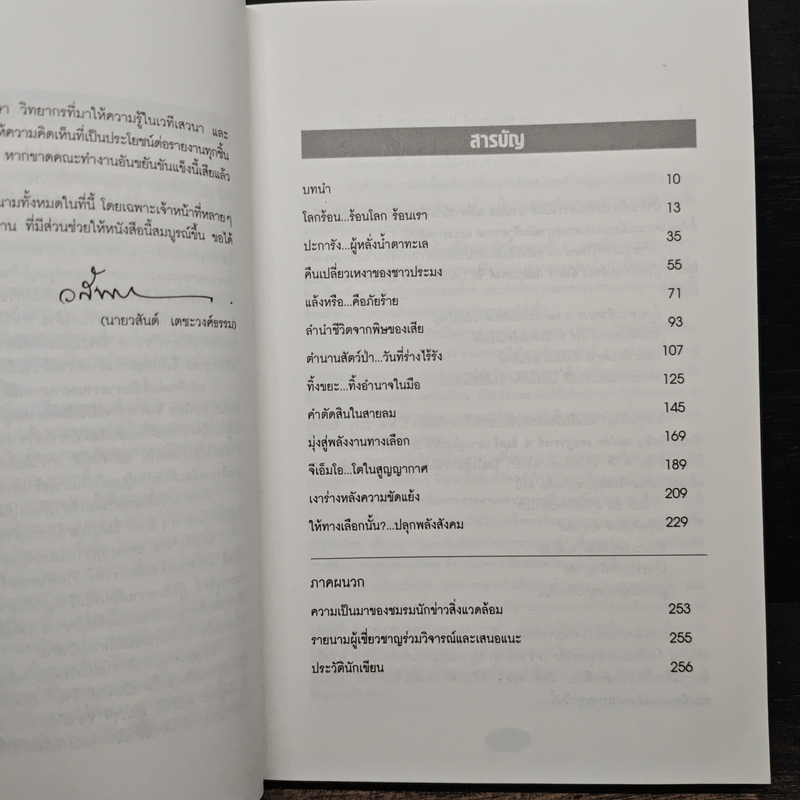 วิทยากรที่มาให้ความรู้ในเวทีเสวนา และ
ให้ความคิดเห็นที่เป็นประโยชน์ต่อรายงานทุกชิ้น
หากขาดคณะทำงานอันขยันขันแข็งนี้เสียแล้ว
นามทั้งหมดในที่นี้ โดยเฉพาะเจ้าหน้าที่หลายๆ
ที่มีส่วนช่วยให้หนังสือนี้สมบูรณ์ขึ้น ขอได้
(นายวสันต์ เตชะวงศ์ธรรม)
สารบัญ
บทนำ 10
โลกร้อน...ร้อนโลก ร้อนเรา 13
ปะการัง...ผู้หลั่งน้ำตาทะเล 35
คืนเปลี่ยวเหงาของชาวประมง 55
แล้งหรือ...คือภัยร้าย 71
ลำนำชีวิตจากพิษของเสีย 93
ตำนานสัตว์ป่า...วันที่ร่างไร้รัง 107
ทิ้งขยะ...ทิ้งอำนาจในมือ 125
คำตัดสินในสายลม 145
มุ่งสู่พลังงานทางเลือก 169
จีเอ็มโอ...โตในสูญญากาศ 189
เงาร่างหลังความขัดแย้ง 209
ให้ทางเลือกนั้น?...ปลุกพลังสังคม 229
ภาคผนวก
ความเป็นมาของชมรมนักข่าวสิ่งแวดล้อม 253
รายนามผู้เชี่ยวชาญร่วมวิจารณ์และเสนอแนะ 255
ประวัตินักเขียน 256